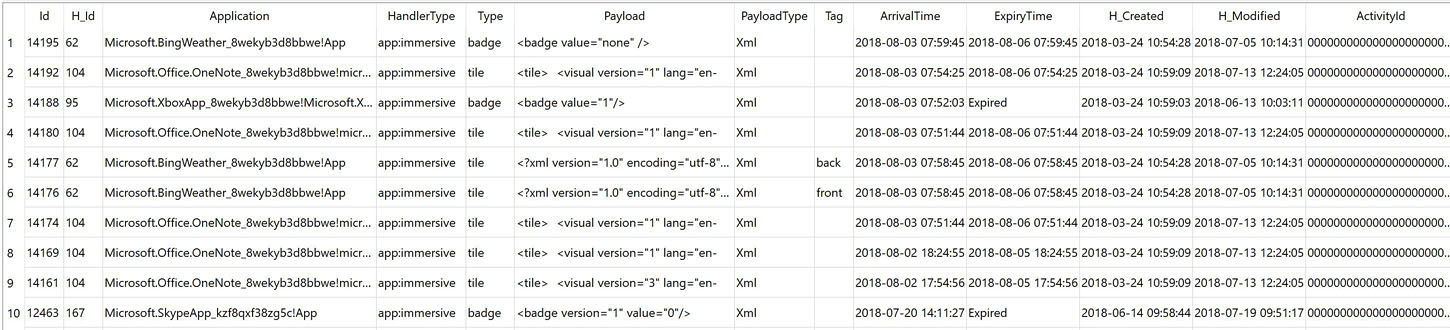 Id H_Id Application HandlerType Type Payload PayloadType Tag ArrivalTime ExpiryTime H_Created H_Modified ActivityId
1 14195 62 Microsoft.BingWeather_8wekyb3d8bbwe!App app:immersive badge <badge value="none" /> Xml 2018-08-03 07:59:45 2018-08-06 07:59:45 2018-03-24 10:54:28 2018-07-05 10:14:31 00000000000000000000...
2 14192 104 Microsoft.Office.OneNote_8wekyb3d8bbwe!micr... app:immersive tile <tile> <visual version="1" lang="en- Xml 2018-08-03 07:54:25 2018-08-06 07:54:25 2018-03-24 10:59:09 2018-07-13 12:24:05 00000000000000000000...
3 14188 95 Microsoft.XboxApp_8wekyb3d8bbwe!Microsoft.X... app:immersive badge <badge value="1"/> Xml 2018-08-03 07:52:03 Expired 2018-03-24 10:59:03 2018-06-13 10:03:11 00000000000000000000...
4 14180 104 Microsoft.Office.OneNote_8wekyb3d8bbwe!micr... app:immersive tile <tile> <visual version="1" lang="en- Xml 2018-08-03 07:51:44 2018-08-06 07:51:44 2018-03-24 10:59:09 2018-07-13 12:24:05 00000000000000000000...
5 14177 62 Microsoft.BingWeather_8wekyb3d8bbwe!App app:immersive tile <?xml version="1.0" encoding="utf-8"... Xml back 2018-08-03 07:58:45 2018-08-06 07:58:45 2018-03-24 10:54:28 2018-07-05 10:14:31 00000000000000000000...
6 14176 62 Microsoft.BingWeather_8wekyb3d8bbwe!App app:immersive tile <?xml version="1.0" encoding="utf-8"... Xml front 2018-08-03 07:58:45 2018-08-06 07:58:45 2018-03-24 10:54:28 2018-07-05 10:14:31 00000000000000000000...
7 14174 104 Microsoft.Office.OneNote_8wekyb3d8bbwe!micr... app:immersive tile <tile> <visual version="1" lang="en- Xml 2018-08-03 07:51:44 2018-08-06 07:51:44 2018-03-24 10:59:09 2018-07-13 12:24:05 00000000000000000000...
8 14169 104 Microsoft.Office.OneNote_8wekyb3d8bbwe!micr... app:immersive tile <tile> <visual version="1" lang="en- Xml 2018-08-02 18:24:55 2018-08-05 18:24:55 2018-03-24 10:59:09 2018-07-13 12:24:05 00000000000000000000...
9 14161 104 Microsoft.Office.OneNote_8wekyb3d8bbwe!micr... app:immersive tile <tile> <visual version="3" lang="en- Xml 2018-08-02 17:54:56 2018-08-05 17:54:56 2018-03-24 10:59:09 2018-07-13 12:24:05 00000000000000000000...
10 12463 167 Microsoft.SkypeApp_kzf8qxf38zg5c!App app:immersive badge <badge version="1" value="0"/> Xml 2018-07-20 14:11:27 Expired 2018-06-14 09:58:44 2018-07-19 09:51:17 00000000000000000000...